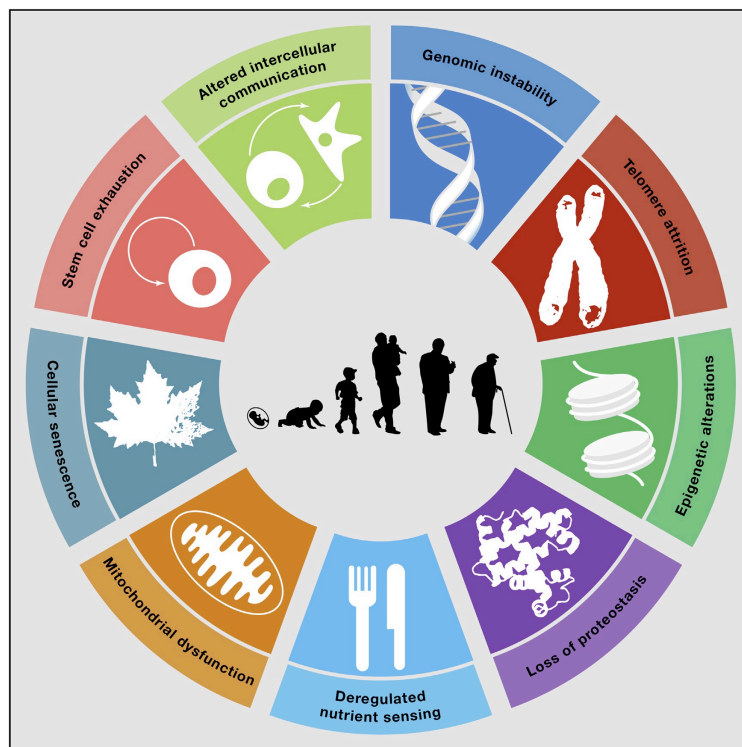 Altered intercellular
communication
Genomic instability
Telomere attrition
Epigenetic alterations
Loss of proteostasis
Deregulated
nutrient sensing
Mitochondrial dysfunction
Cellular senescence
Stem cell exhaustion